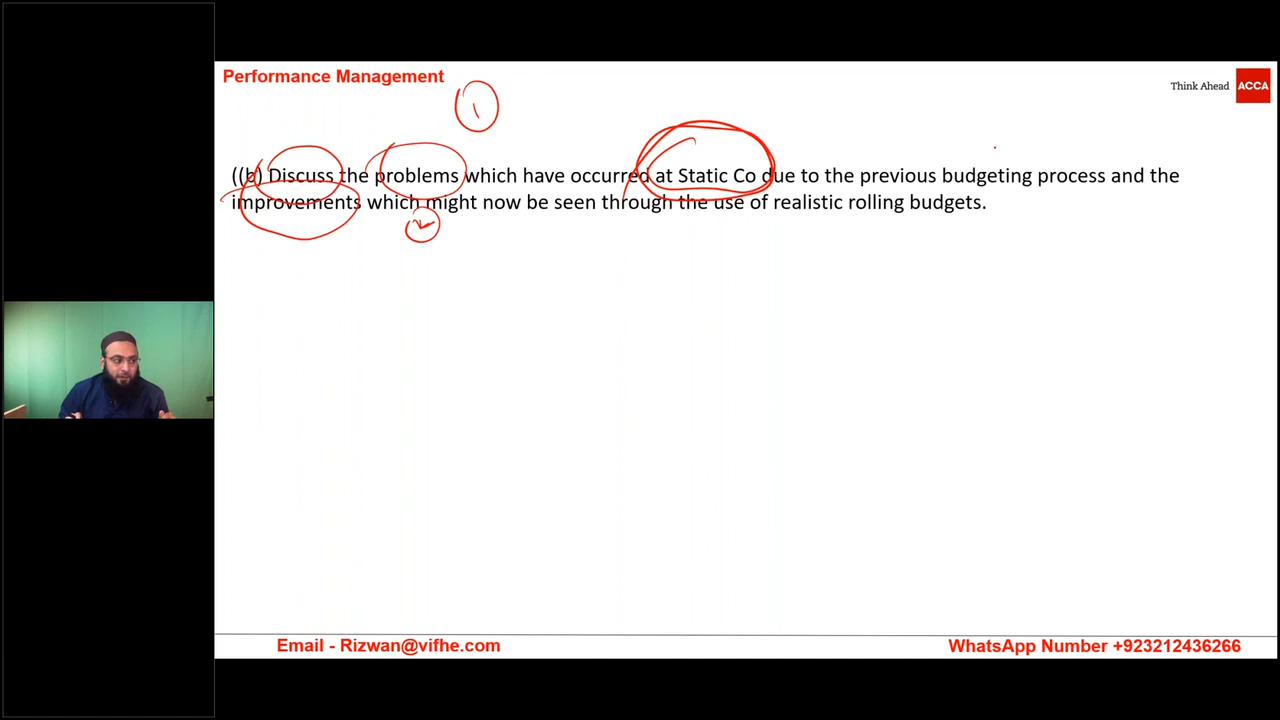 Performance Management
Think Ahead ACCA
1
((b) Discuss the problems which have occurred at Static Co due to the previous budgeting process and the
improvements which might now be seen through the use of realistic rolling budgets.
2
Email - Rizwan@vifhe.com
WhatsApp Number +923212436266